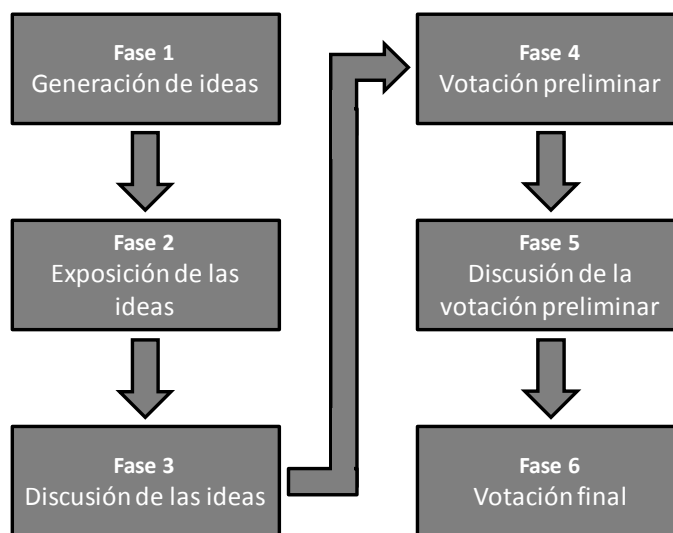 Fase 1
Generación de ideas
Fase 2
Exposición de las
ideas
Fase 3
Discusión de las ideas
Fase 4
Votación preliminar
Fase 5
Discusión de la
votación preliminar
Fase 6
Votación final